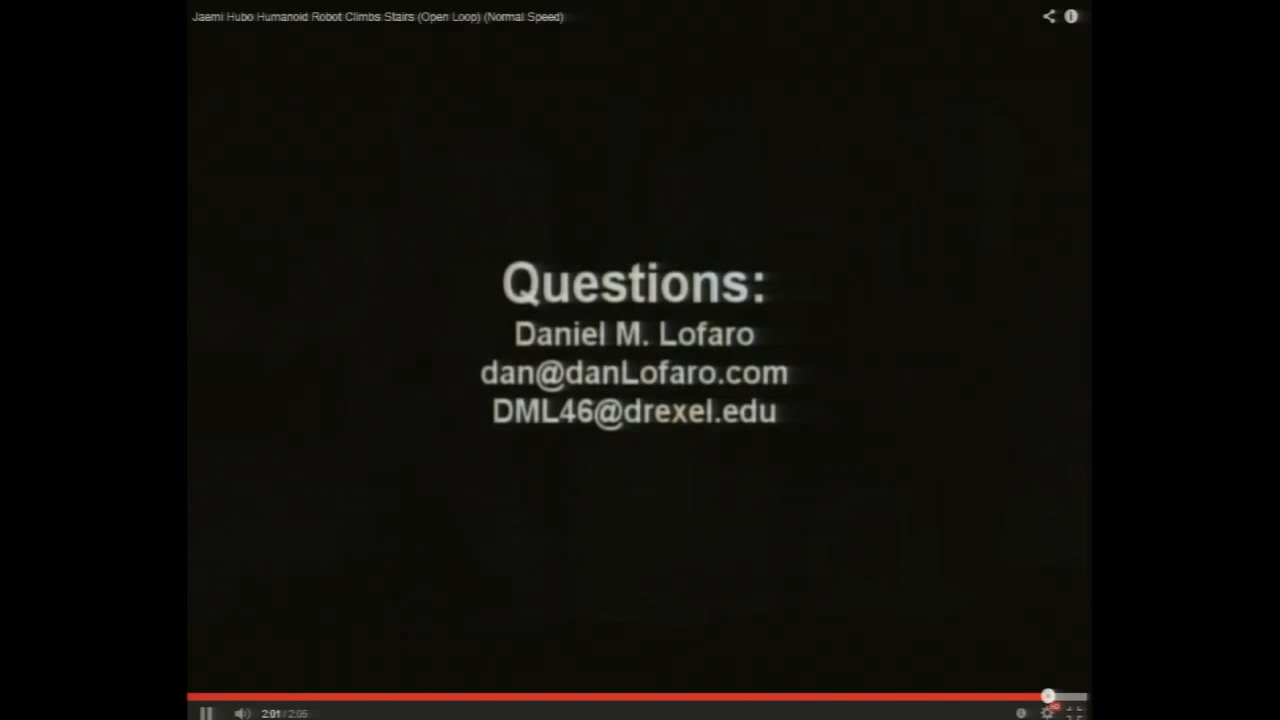 Jaemi Hubo Humanoid Robot Climbs Stairs (Open Loop) (Normal Speed)
Questions:
Daniel M. Lofaro
dan@danLofaro.com
DML46@drexel.edu
2:01 / 2:05
HD